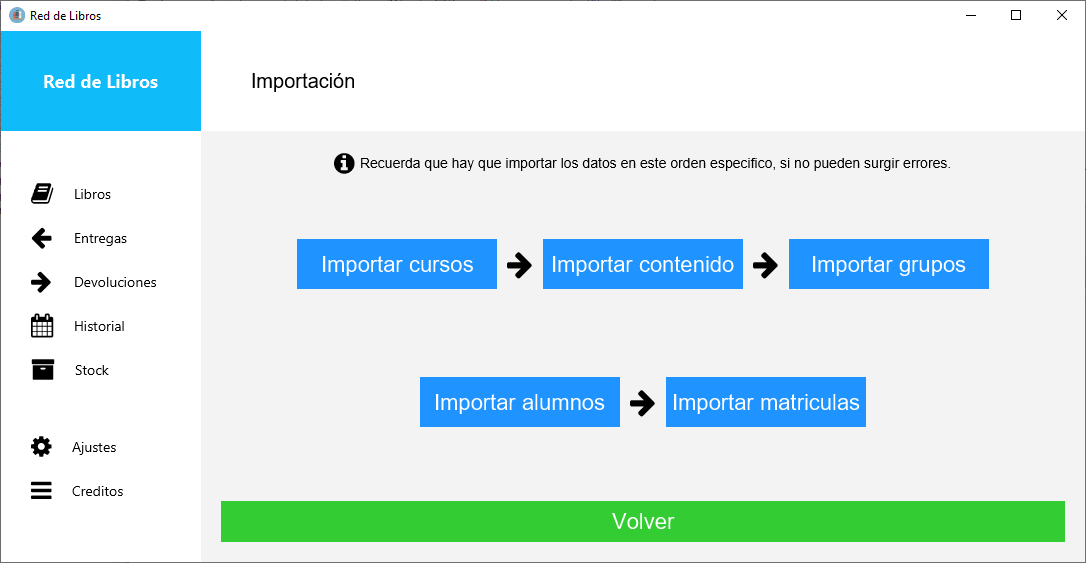 Red de Libros
Red de Libros
Importación
Recuerda que hay que importar los datos en este orden especifico, si no pueden surgir errores.
Libros
Entregas
Devoluciones
Historial
Stock
Ajustes
Creditos
Importar cursos
Importar contenido
Importar grupos
Importar alumnos
Importar matriculas
Volver